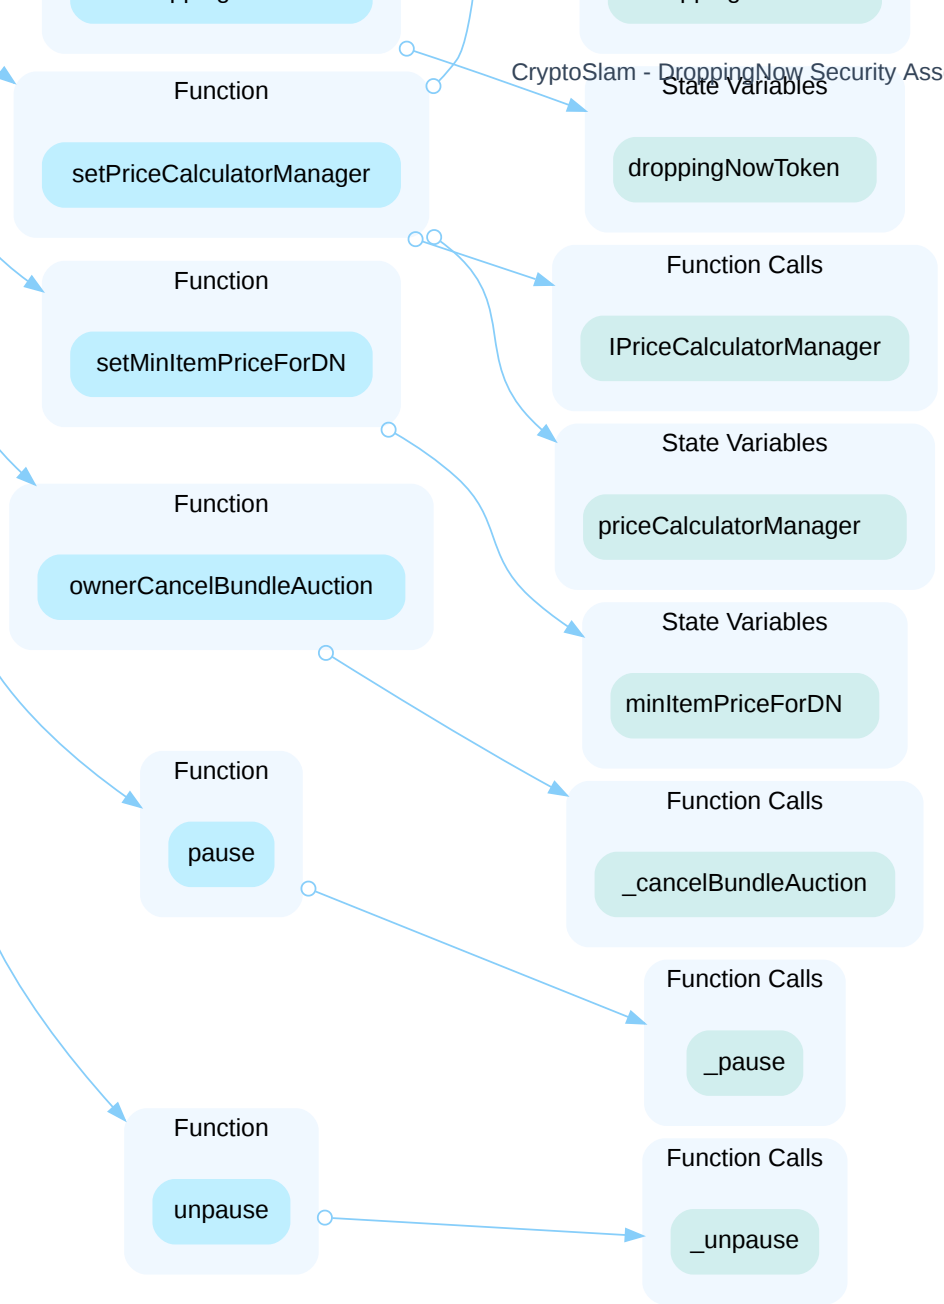 CryptoSlam - DroppingNow Security Ass
Function
State Variables
setPriceCalculatorManager
droppingNowToken
Function
Function Calls
setMinItemPriceForDN
IPriceCalculatorManager
Function
State Variables
ownerCancelBundleAuction
priceCalculatorManager
State Variables
minItemPriceForDN
Function
Function Calls
pause
_cancelBundleAuction
Function Calls
_pause
Function
Function Calls
unpause
_unpause